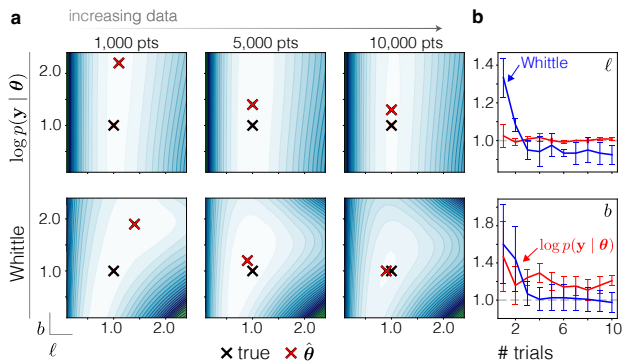 a
increasing data
b
1,000 pts
5,000 pts
10,000 pts
log p(y | θ)
2.0
1.0
1.4
1.2
1.0
Whittle
ℓ
Whittle
2.0
1.0
1.0
2.0
1.0
2.0
1.0
2.0
1.4
1.2
1.0
b
log p(y | θ)
2
6
10
b
ℓ
true
θ̂
# trials